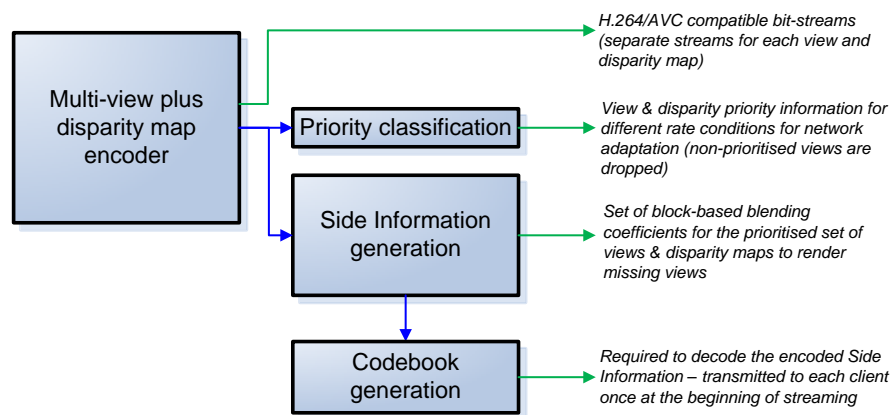 H.264/AVC compatible bit-streams
(separate streams for each view and
disparity map)
Multi-view plus
disparity map
encoder
Priority classification
View & disparity priority information for
different rate conditions for network
adaptation (non-prioritised views are
dropped)
Side Information
generation
Set of block-based blending
coefficients for the prioritised set of
views & disparity maps to render
missing views
Codebook
generation
Required to decode the encoded Side
Information – transmitted to each client
once at the beginning of streaming